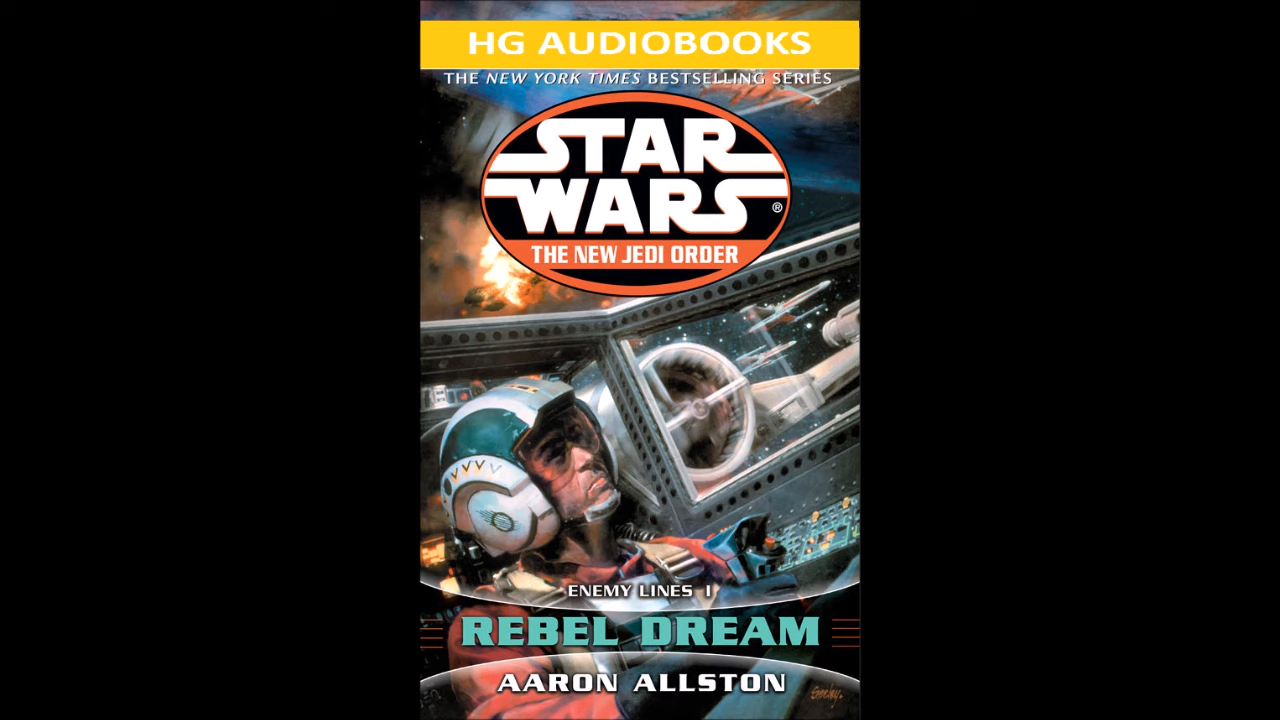 HG AUDIOBOOKS
THE NEW YORK TIMES BESTSELLING SERIES
STAR
WARS®
THE NEW JEDI ORDER
ENEMY LINES I
REBEL DREAM
AARON ALLSTON
Seeley.